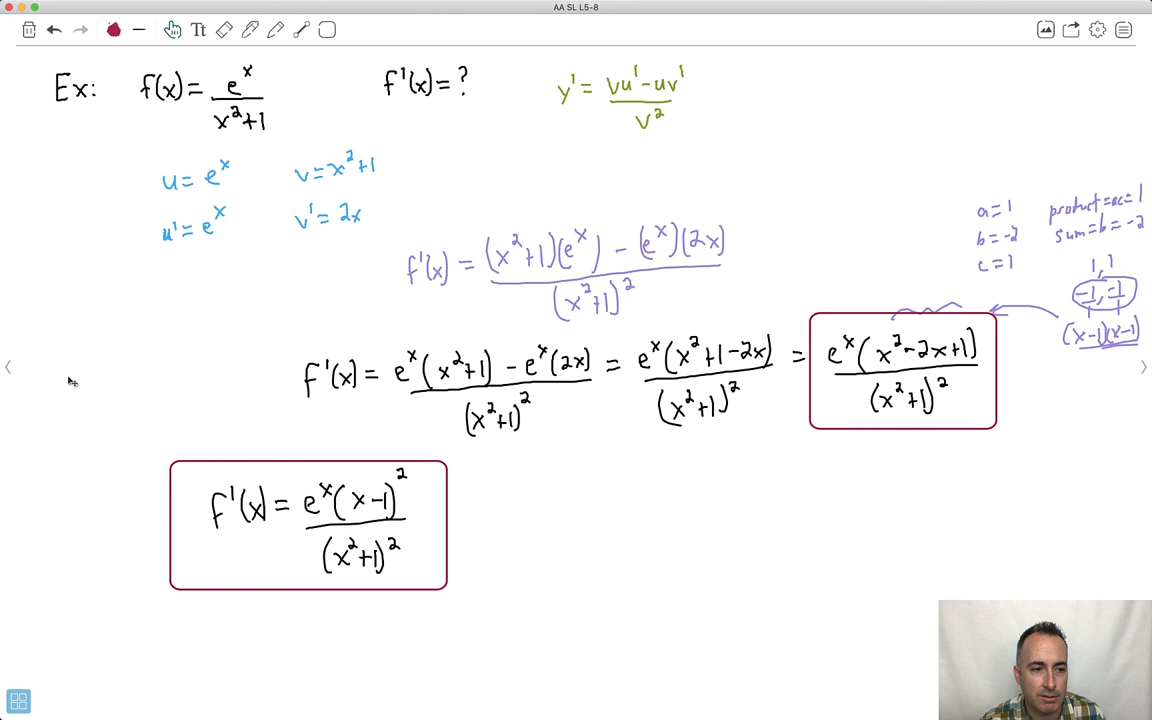 AA SL L5-8
Tt
Ex: f(x) = e^x / (x²+1) f'(x) = ? y' = (vu' - uv') / v²
u = e^x v = x²+1
u' = e^x v' = 2x
a = 1 product = ac = 1
b = -2 sum = b = -2
c = 1
1, 1
-1, -1
(x-1)(x-1)
f'(x) = ((x²+1)(e^x) - (e^x)(2x)) / (x²+1)²
f'(x) = (e^x(x²+1) - e^x(2x)) / (x²+1)² = e^x(x²+1-2x) / (x²+1)² = e^x(x²-2x+1) / (x²+1)²
f'(x) = e^x(x-1)² / (x²+1)²